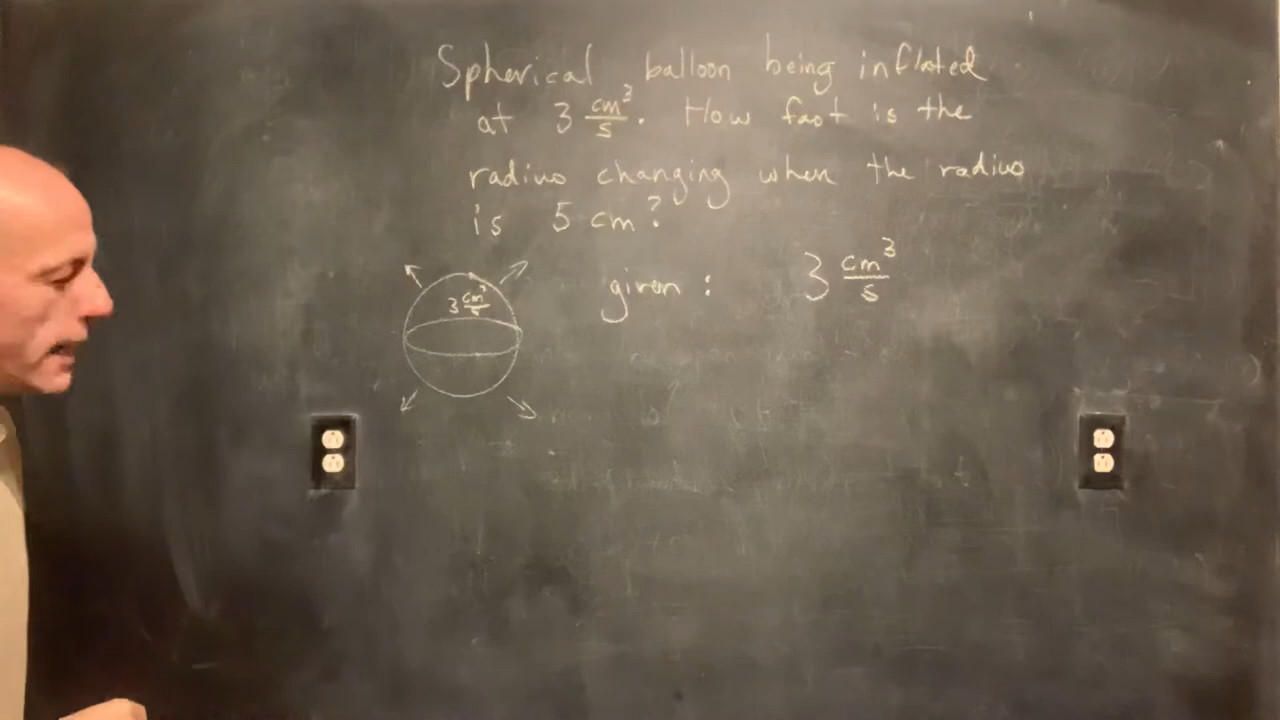 Spherical balloon being inflated
at 3 cm³/s. How fast is the
radius changing when the radius
is 5 cm?
given: 3 cm³/s
3 cm³/s